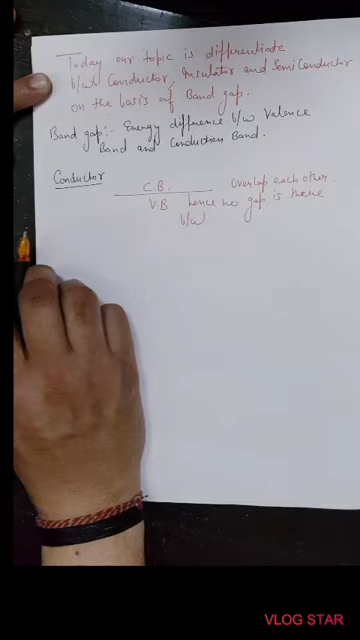 Today our topic is differentiate
b/w Conductor, Insulator and SemiConductor
on the basis of Band gap.
Band gap:- Energy difference b/w Valence
Band and Conduction Band.
Conductor
C.B. Overlap each other.
V.B hence no gap is there
b/w
VLOG STAR